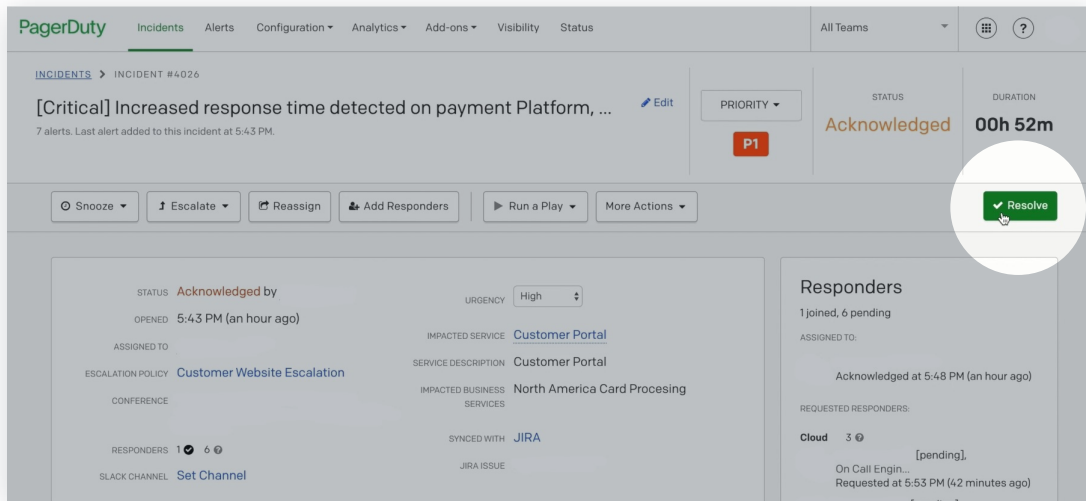 PagerDuty Incidents Alerts Configuration Analytics Add-ons Visibility Status All Teams ?
INCIDENTS > INCIDENT #4026
[Critical] Increased response time detected on payment Platform, ...
Edit
7 alerts. Last alert added to this incident at 5:43 PM.
PRIORITY
P1
STATUS
Acknowledged
DURATION
00h 52m
Snooze Escalate Reassign Add Responders Run a Play More Actions Resolve
STATUS Acknowledged by
OPENED 5:43 PM (an hour ago)
ASSIGNED TO
ESCALATION POLICY Customer Website Escalation
CONFERENCE
RESPONDERS 1 6 ?
SLACK CHANNEL Set Channel
URGENCY High
IMPACTED SERVICE Customer Portal
SERVICE DESCRIPTION Customer Portal
IMPACTED BUSINESS North America Card Procesing
SERVICES
SYNCED WITH JIRA
JIRA ISSUE
Responders
1 joined, 6 pending
ASSIGNED TO:
Acknowledged at 5:48 PM (an hour ago)
REQUESTED RESPONDERS:
Cloud 3 ?
[pending],
On Call Engin...
Requested at 5:53 PM (42 minutes ago)